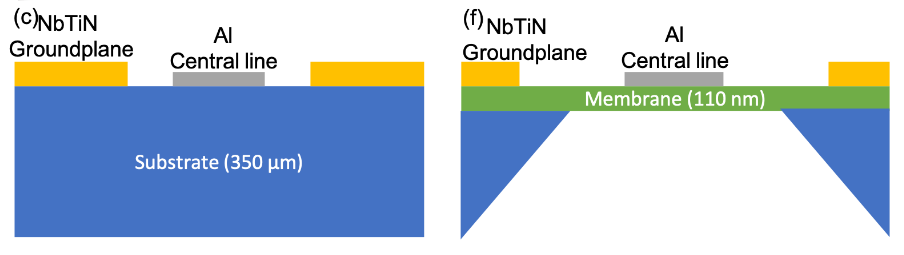 (c)NbTiN
Groundplane
Al
Central line
Substrate (350 μm)
(f)NbTiN
Groundplane
Al
Central line
Membrane (110 nm)